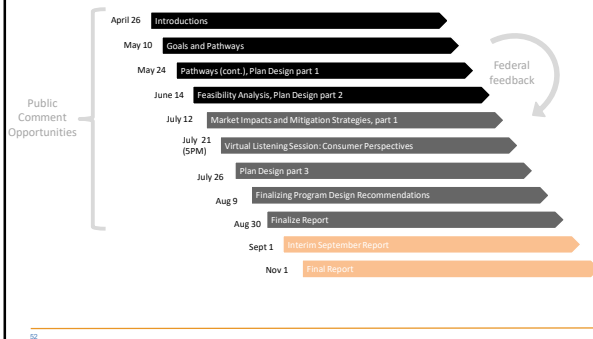 April 26 Introductions
May 10 Goals and Pathways
May 24 Pathways (cont.), Plan Design part 1
June 14 Feasibility Analysis, Plan Design part 2
July 12 Market Impacts and Mitigation Strategies, part 1
July 21
(5PM) Virtual Listening Session: Consumer Perspectives
July 26 Plan Design part 3
Aug 9 Finalizing Program Design Recommendations
Aug 30 Finalize Report
Sept 1 Interim September Report
Nov 1 Final Report
Public
Comment
Opportunities
Federal
feedback
52